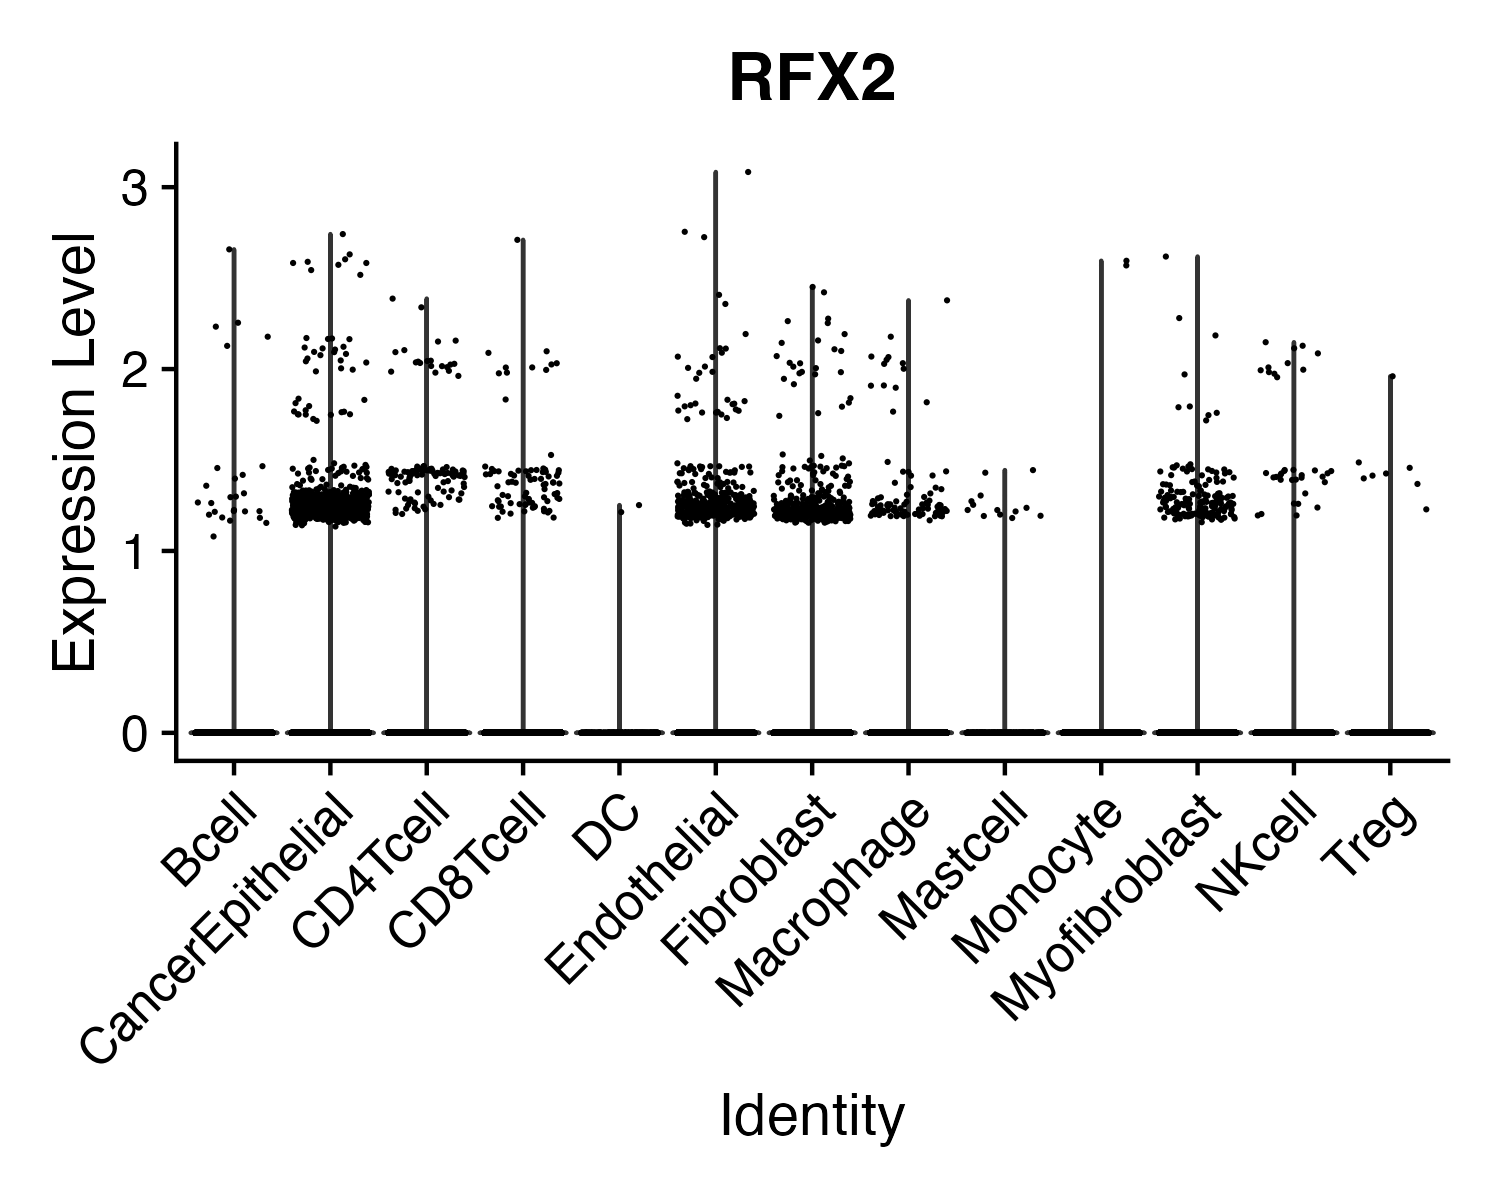 RFX2
Expression Level
3
2
1
0
Bcell
CancerEpithelial
CD4Tcell
CD8Tcell
DC
Endothelial
Fibroblast
Macrophage
Mastcell
Monocyte
Myofibroblast
NKcell
Treg
Identity